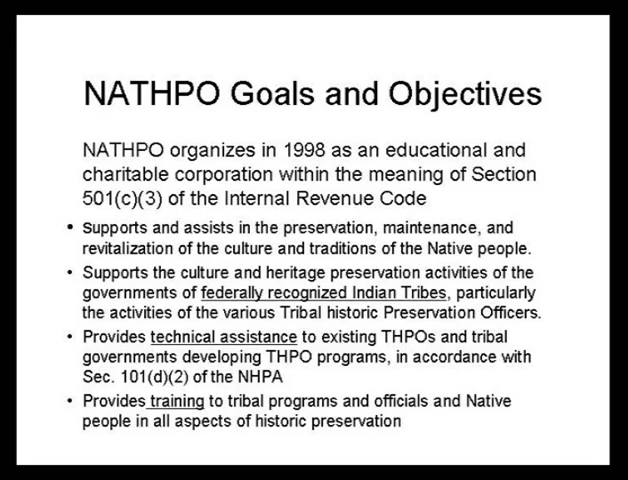 NATHPO Goals and Objectives
NATHPO organizes in 1998 as an educational and
charitable corporation within the meaning of Section
501(c)(3) of the Internal Revenue Code
• Supports and assists in the preservation, maintenance, and
revitalization of the culture and traditions of the Native people.
• Supports the culture and heritage preservation activities of the
governments of federally recognized Indian Tribes, particularly
the activities of the various Tribal historic Preservation Officers.
• Provides technical assistance to existing THPOs and tribal
governments developing THPO programs, in accordance with
Sec. 101(d)(2) of the NHPA
• Provides training to tribal programs and officials and Native
people in all aspects of historic preservation